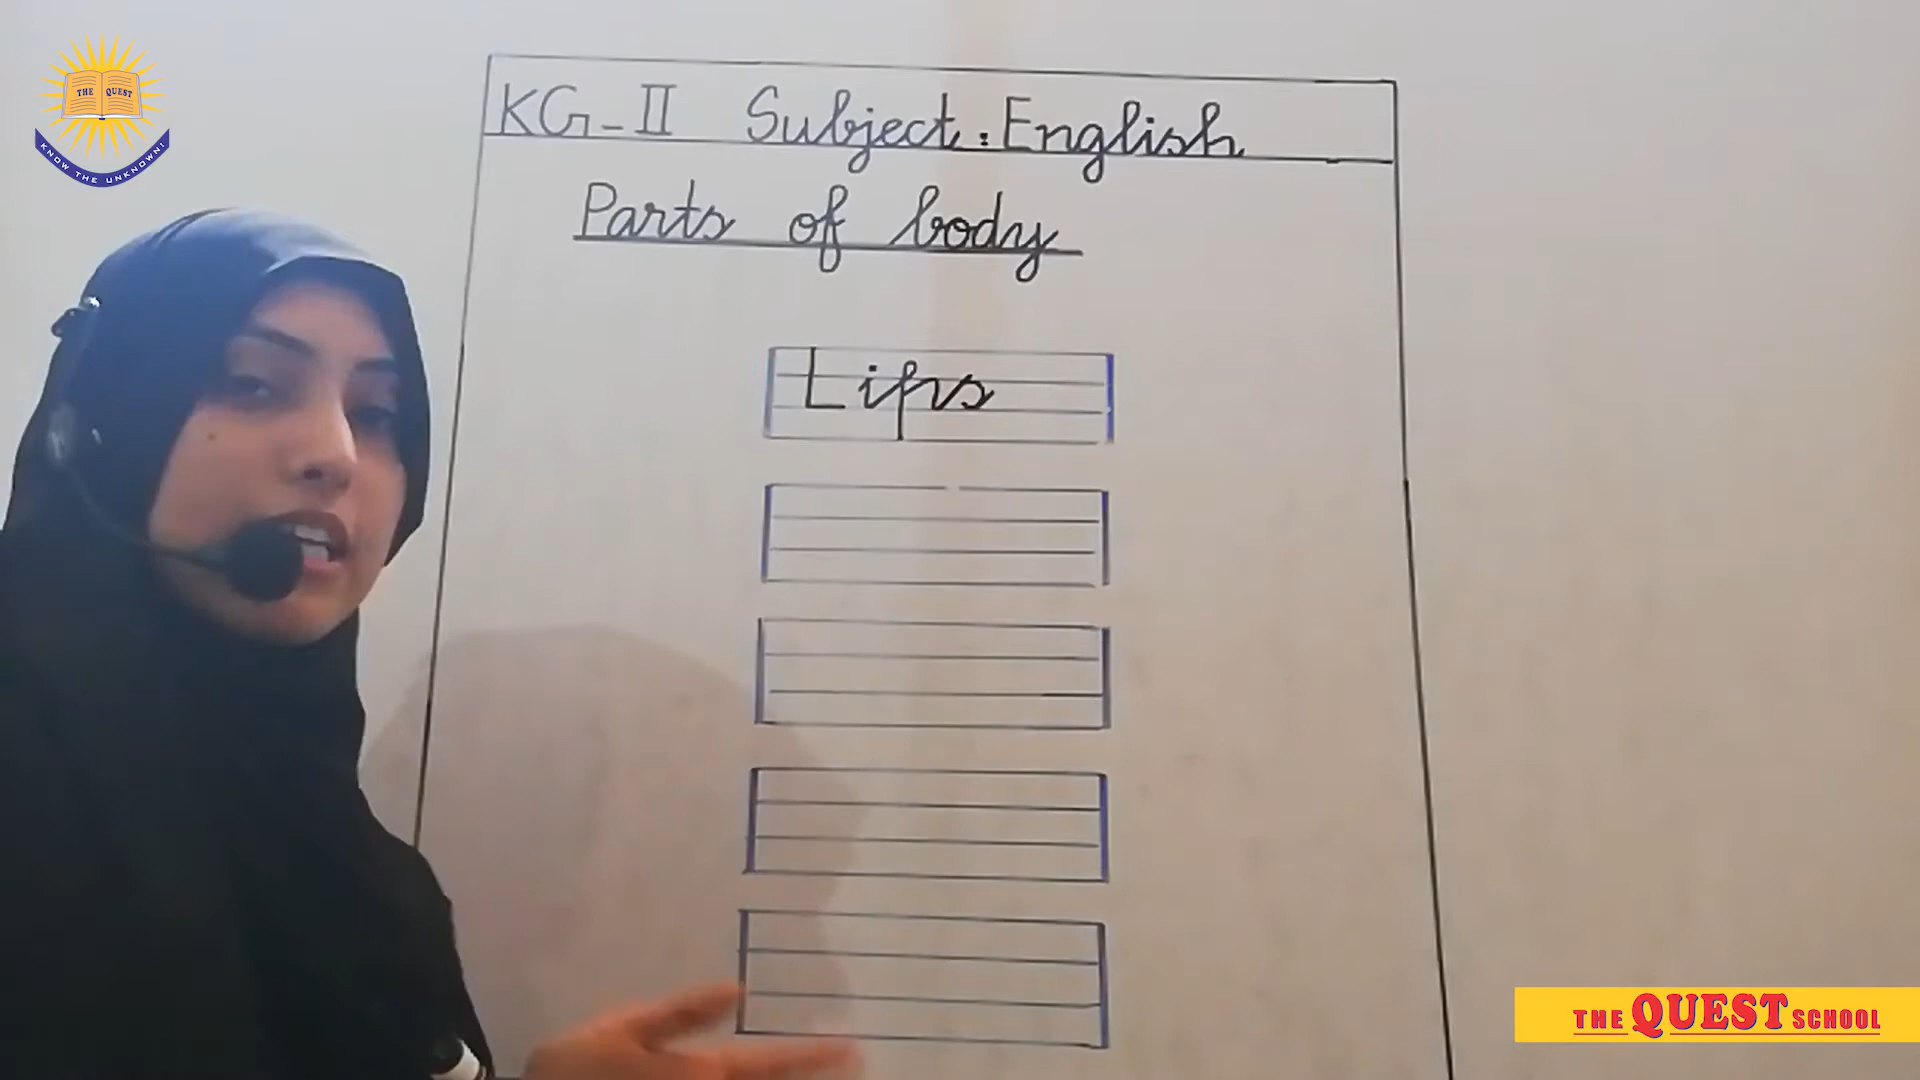 THE QUEST
KNOW THE UNKNOWN!
KG-II Subject: English
Parts of body
Lips
THE QUEST SCHOOL